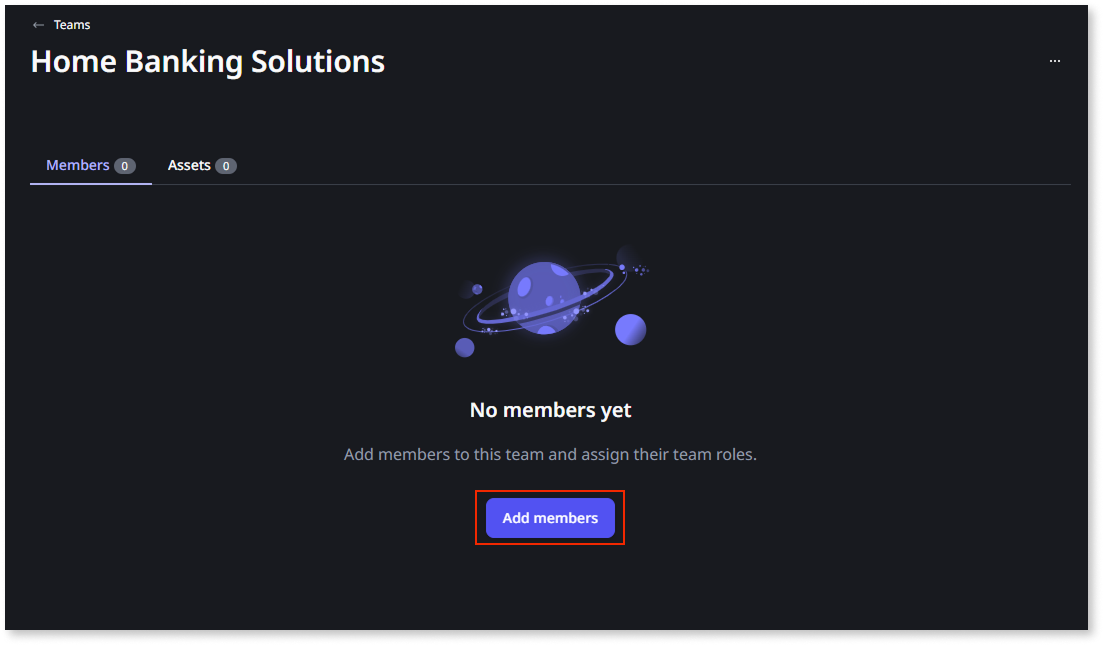 ← Teams
Home Banking Solutions
...
Members 0 Assets 0
No members yet
Add members to this team and assign their team roles.
Add members